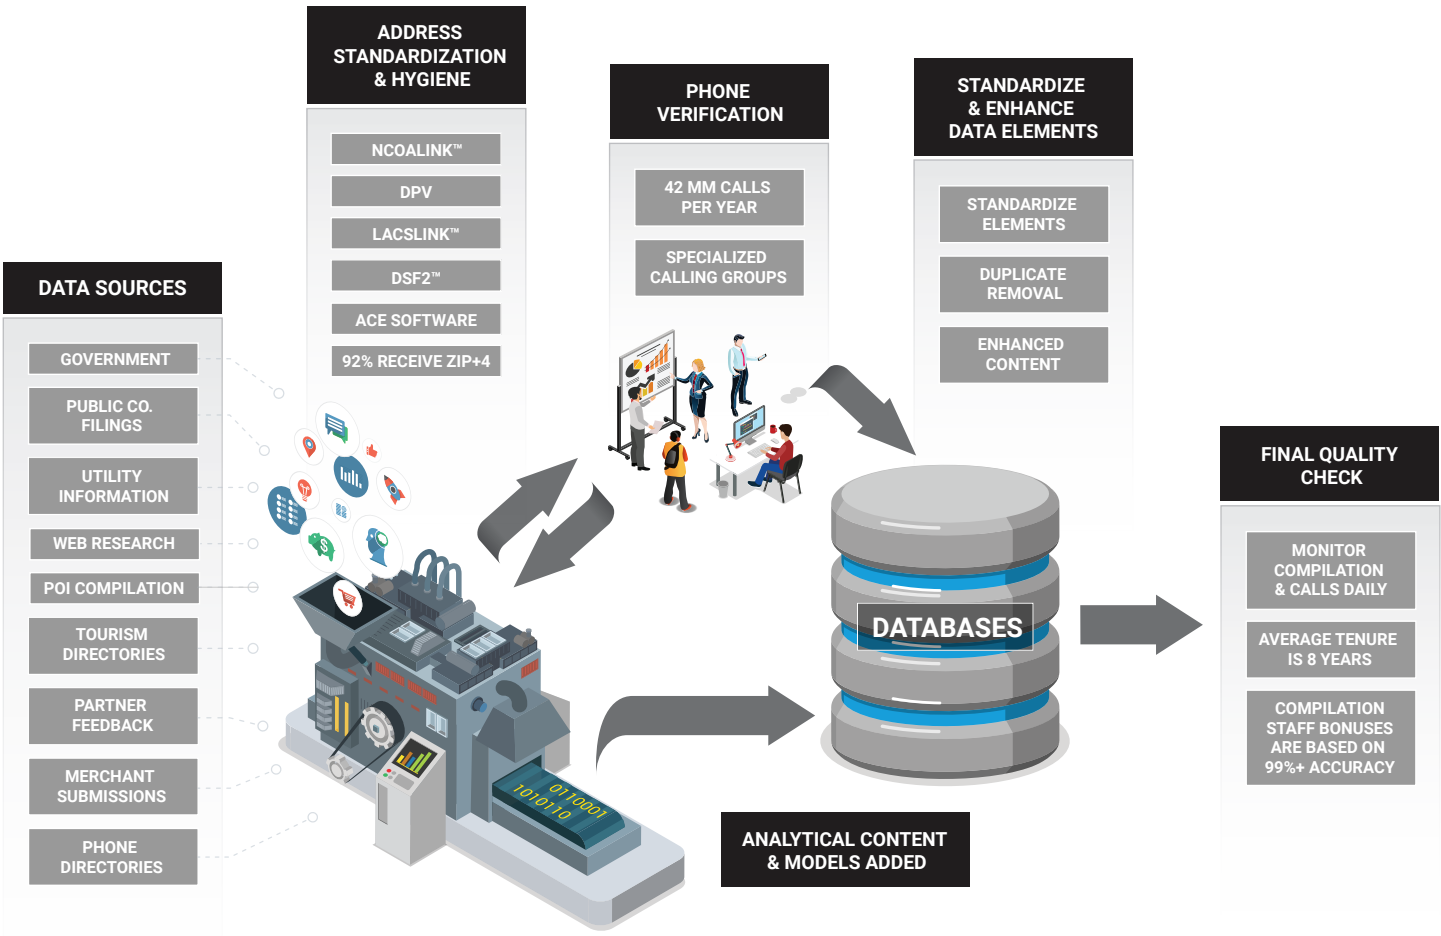 DATA SOURCES
GOVERNMENT
PUBLIC CO.
FILINGS
UTILITY
INFORMATION
WEB RESEARCH
POI COMPILATION
TOURISM
DIRECTORIES
PARTNER
FEEDBACK
MERCHANT
SUBMISSIONS
PHONE
DIRECTORIES
ADDRESS
STANDARDIZATION
& HYGIENE
NCOALINK™
DPV
LACSLINK™
DSF2™
ACE SOFTWARE
92% RECEIVE ZIP+4
PHONE
VERIFICATION
42 MM CALLS
PER YEAR
SPECIALIZED
CALLING GROUPS
STANDARDIZE
& ENHANCE
DATA ELEMENTS
STANDARDIZE
ELEMENTS
DUPLICATE
REMOVAL
ENHANCED
CONTENT
$
0110001
1010110
DATABASES
ANALYTICAL CONTENT
& MODELS ADDED
FINAL QUALITY
CHECK
MONITOR
COMPILATION
& CALLS DAILY
AVERAGE TENURE
IS 8 YEARS
COMPILATION
STAFF BONUSES
ARE BASED ON
99%+ ACCURACY